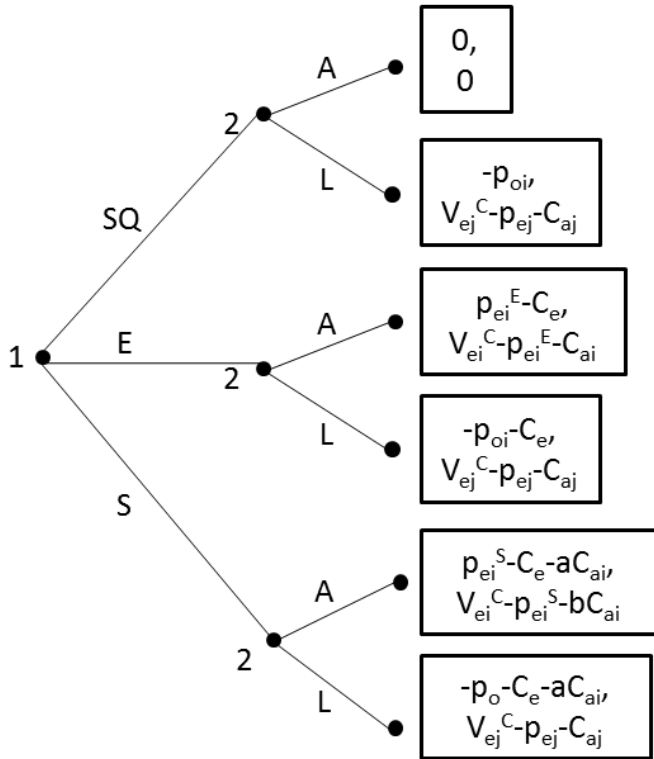 A
0,
0
2
L
-p_oi,
V_ej^C-p_ej-C_aj
SQ
A
p_ei^E-C_e,
V_ei^C-p_ei^E-C_ai
1
E
2
L
-p_oi-C_e,
V_ej^C-p_ej-C_aj
S
A
p_ei^S-C_e-aC_ai,
V_ei^C-p_ei^S-bC_ai
2
L
-p_o-C_e-aC_ai,
V_ej^C-p_ej-C_aj